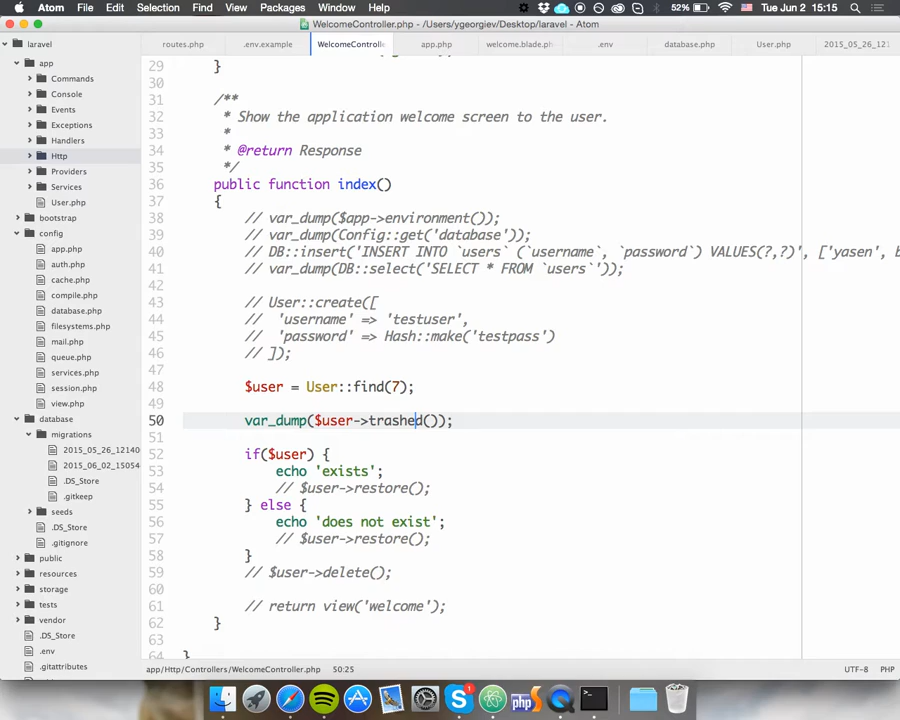 Atom File Edit Selection Find View Packages Window Help 52% Tue Jun 2 15:15
WelcomeController.php - /Users/ygeorgiev/Desktop/laravel - Atom
laravel
app
Commands
Console
Events
Exceptions
Handlers
Http
Providers
Services
User.php
bootstrap
config
app.php
auth.php
cache.php
compile.php
database.php
filesystems.php
mail.php
queue.php
services.php
session.php
view.php
database
migrations
2015_05_26_12140
2015_06_02_15054
.DS_Store
.gitkeep
seeds
.DS_Store
.gitignore
public
resources
storage
tests
vendor
.DS_Store
.env
.gitattributes
routes.php .env.example WelcomeControlle app.php welcome.blade.ph .env database.php User.php 2015_05_26_121
29 }
30
31 /**
32 * Show the application welcome screen to the user.
33 *
34 * @return Response
35 */
36 public function index()
37 {
38 // var_dump($app->environment());
39 // var_dump(Config::get('database'));
40 // DB::insert('INSERT INTO `users` (`username`, `password`) VALUES(?,?)', ['yasen', b
41 // var_dump(DB::select('SELECT * FROM `users`'));
42
43 // User::create([
44 // 'username' => 'testuser',
45 // 'password' => Hash::make('testpass')
46 // ]);
47
48 $user = User::find(7);
49
50 var_dump($user->trashed());
51
52 if($user) {
53 echo 'exists';
54 // $user->restore();
55 } else {
56 echo 'does not exist';
57 // $user->restore();
58 }
59 // $user->delete();
60
61 // return view('welcome');
62 }
63
64 }
app/Http/Controllers/WelcomeController.php 50:25 UTF-8 PHP
1
php